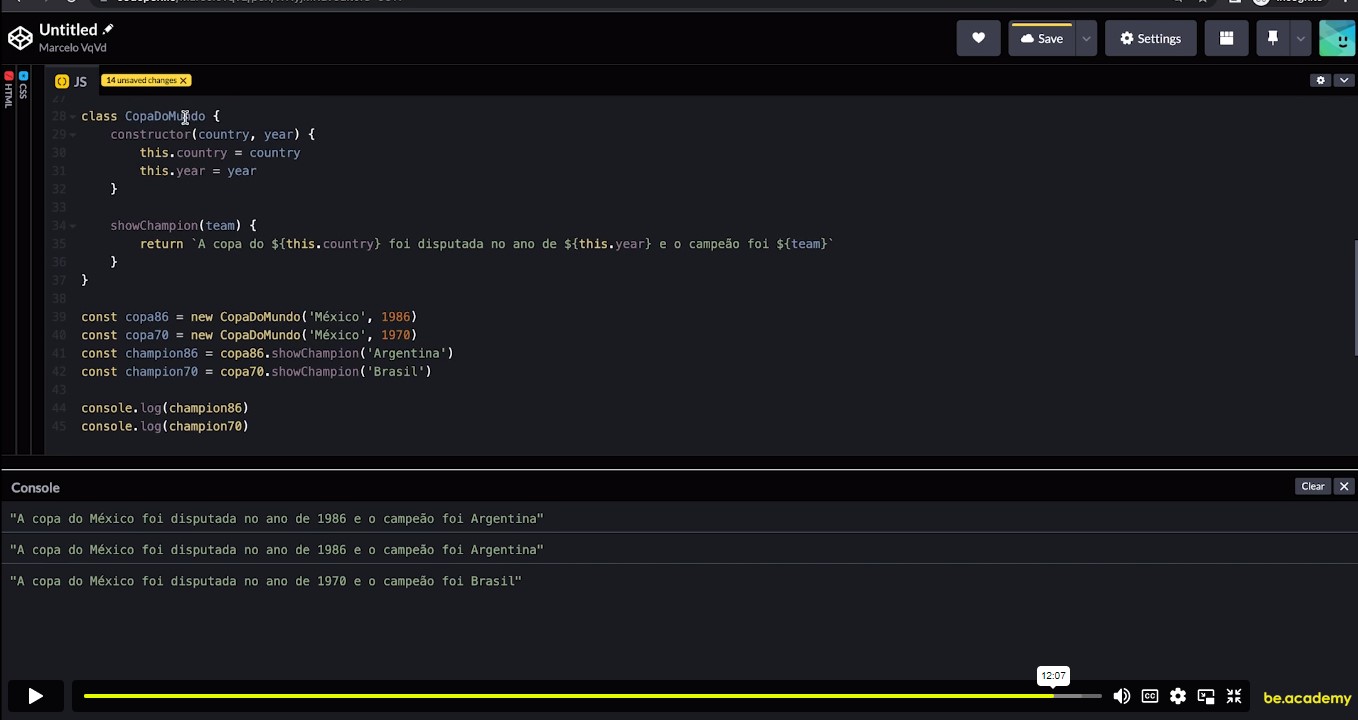 Untitled
Marcelo VqVd
Save
Settings
HTML
CSS
JS
14 unsaved changes ×
27
28 class CopaDoMundo {
29 constructor(country, year) {
30 this.country = country
31 this.year = year
32 }
33
34 showChampion(team) {
35 return `A copa do ${this.country} foi disputada no ano de ${this.year} e o campeão foi ${team}`
36 }
37 }
38
39 const copa86 = new CopaDoMundo('México', 1986)
40 const copa70 = new CopaDoMundo('México', 1970)
41 const champion86 = copa86.showChampion('Argentina')
42 const champion70 = copa70.showChampion('Brasil')
43
44 console.log(champion86)
45 console.log(champion70)
Console
Clear ×
"A copa do México foi disputada no ano de 1986 e o campeão foi Argentina"
"A copa do México foi disputada no ano de 1986 e o campeão foi Argentina"
"A copa do México foi disputada no ano de 1970 e o campeão foi Brasil"
12:07
CC
be.academy